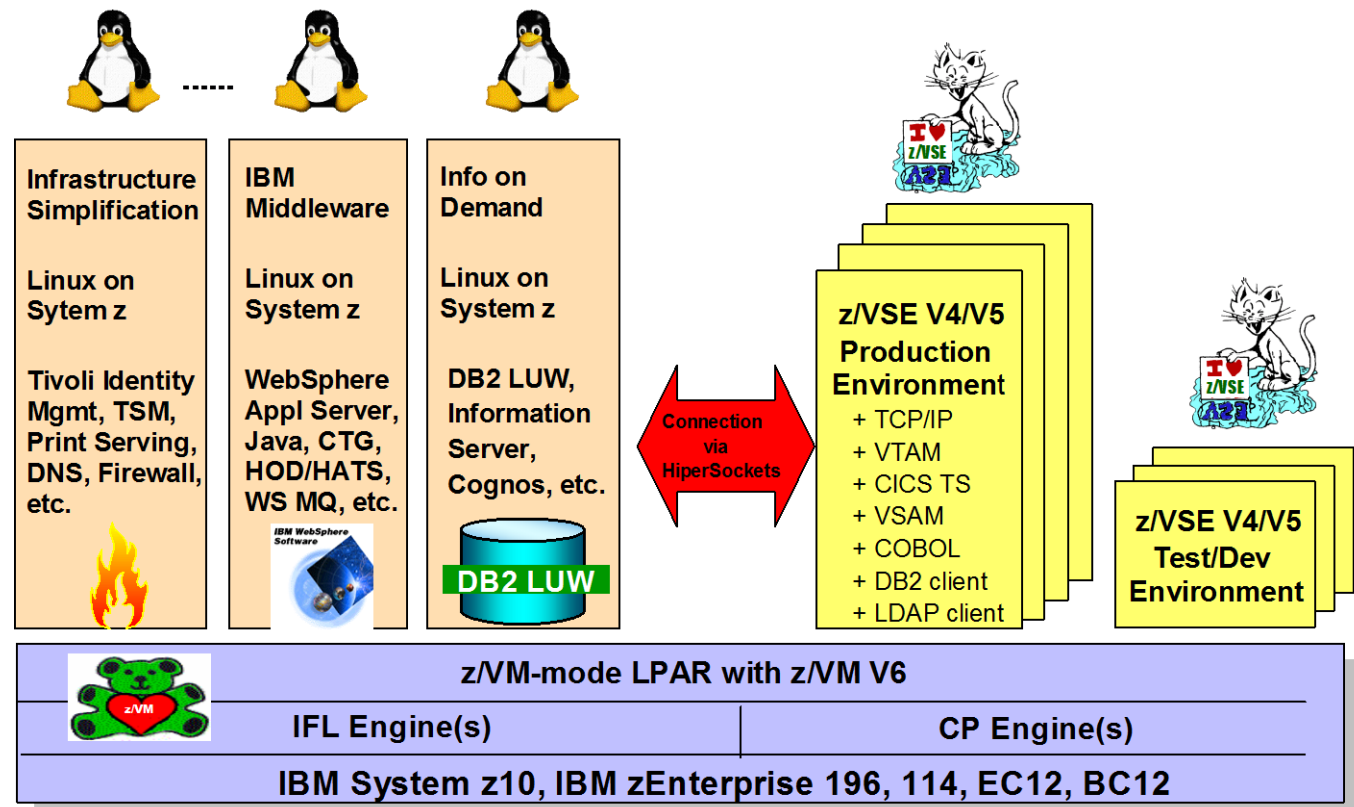 Infrastructure
Simplification
Linux on
Sytem z
Tivoli Identity
Mgmt, TSM,
Print Serving,
DNS, Firewall,
etc.
IBM
Middleware
Linux on
System z
WebSphere
Appl Server,
Java, CTG,
HOD/HATS,
WS MQ, etc.
IBM WebSphere
Software
Info on
Demand
Linux on
System z
DB2 LUW,
Information
Server,
Cognos, etc.
DB2 LUW
Connection
via
HiperSockets
I ♥
z/VSE
z/VSE V4/V5
Production
Environment
+ TCP/IP
+ VTAM
+ CICS TS
+ VSAM
+ COBOL
+ DB2 client
+ LDAP client
I ♥
z/VSE
z/VSE V4/V5
Test/Dev
Environment
z/VM
z/VM-mode LPAR with z/VM V6
IFL Engine(s)
CP Engine(s)
IBM System z10, IBM zEnterprise 196, 114, EC12, BC12